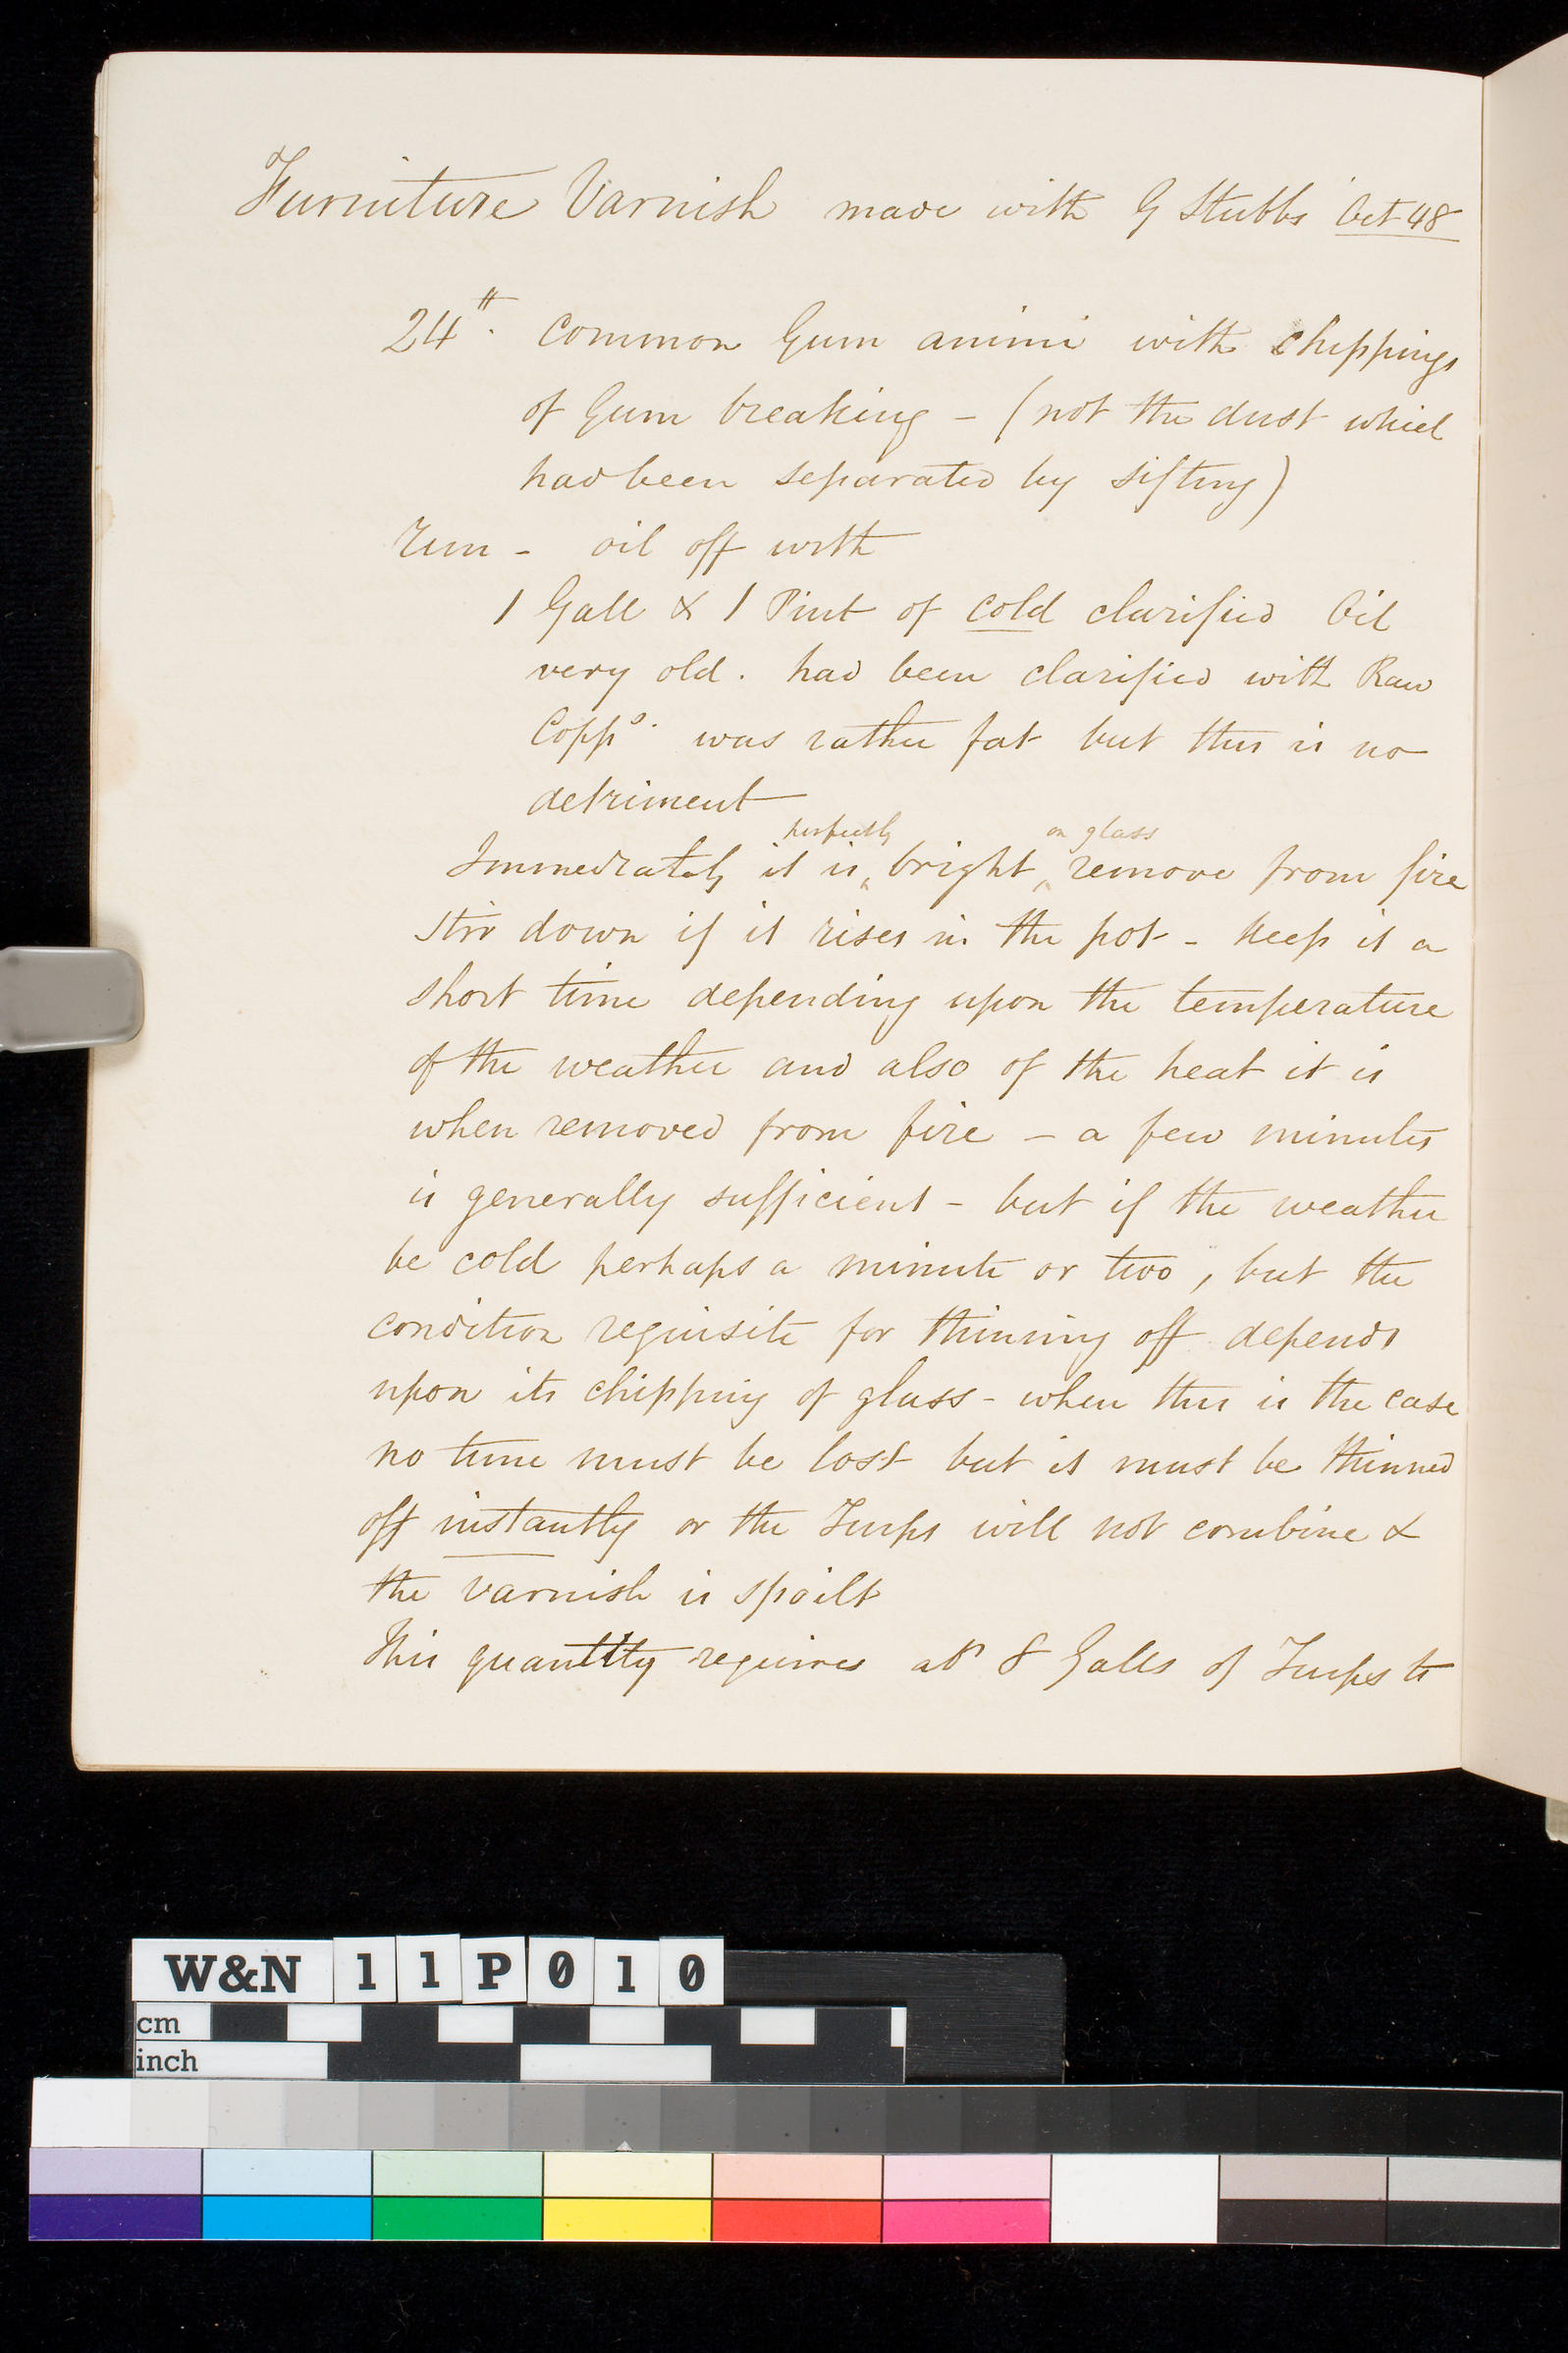 Furniture Varnish made with G Stubbs Oct 48
24 ℔. Common Gum animi with chippings
of Gum breaking - (not the dust which
had been separated by sifting)
run - oil off with
1 Gall & 1 Pint of cold clarified Oil
very old. had been clarified with Raw
Coppˢ. was rather fat but this is no
detriment
perfectly on glass
Immediately it is bright, remove from fire
stir down if it rises in the pot - keep it a
short time depending upon the temperature
of the weather and also of the heat it is
when removed from fire - a few minutes
is generally sufficient - but if the weather
be cold perhaps a minute or two, but the
condition requisite for thinning off depends
upon its chipping of glass - when this is the case
no time must be lost but it must be thinned
off instantly or the Turps will not combine &
the varnish is spoilt
This quantity requires abᵗ 8 Galls of Turps to
W&N 11P010
cm
inch